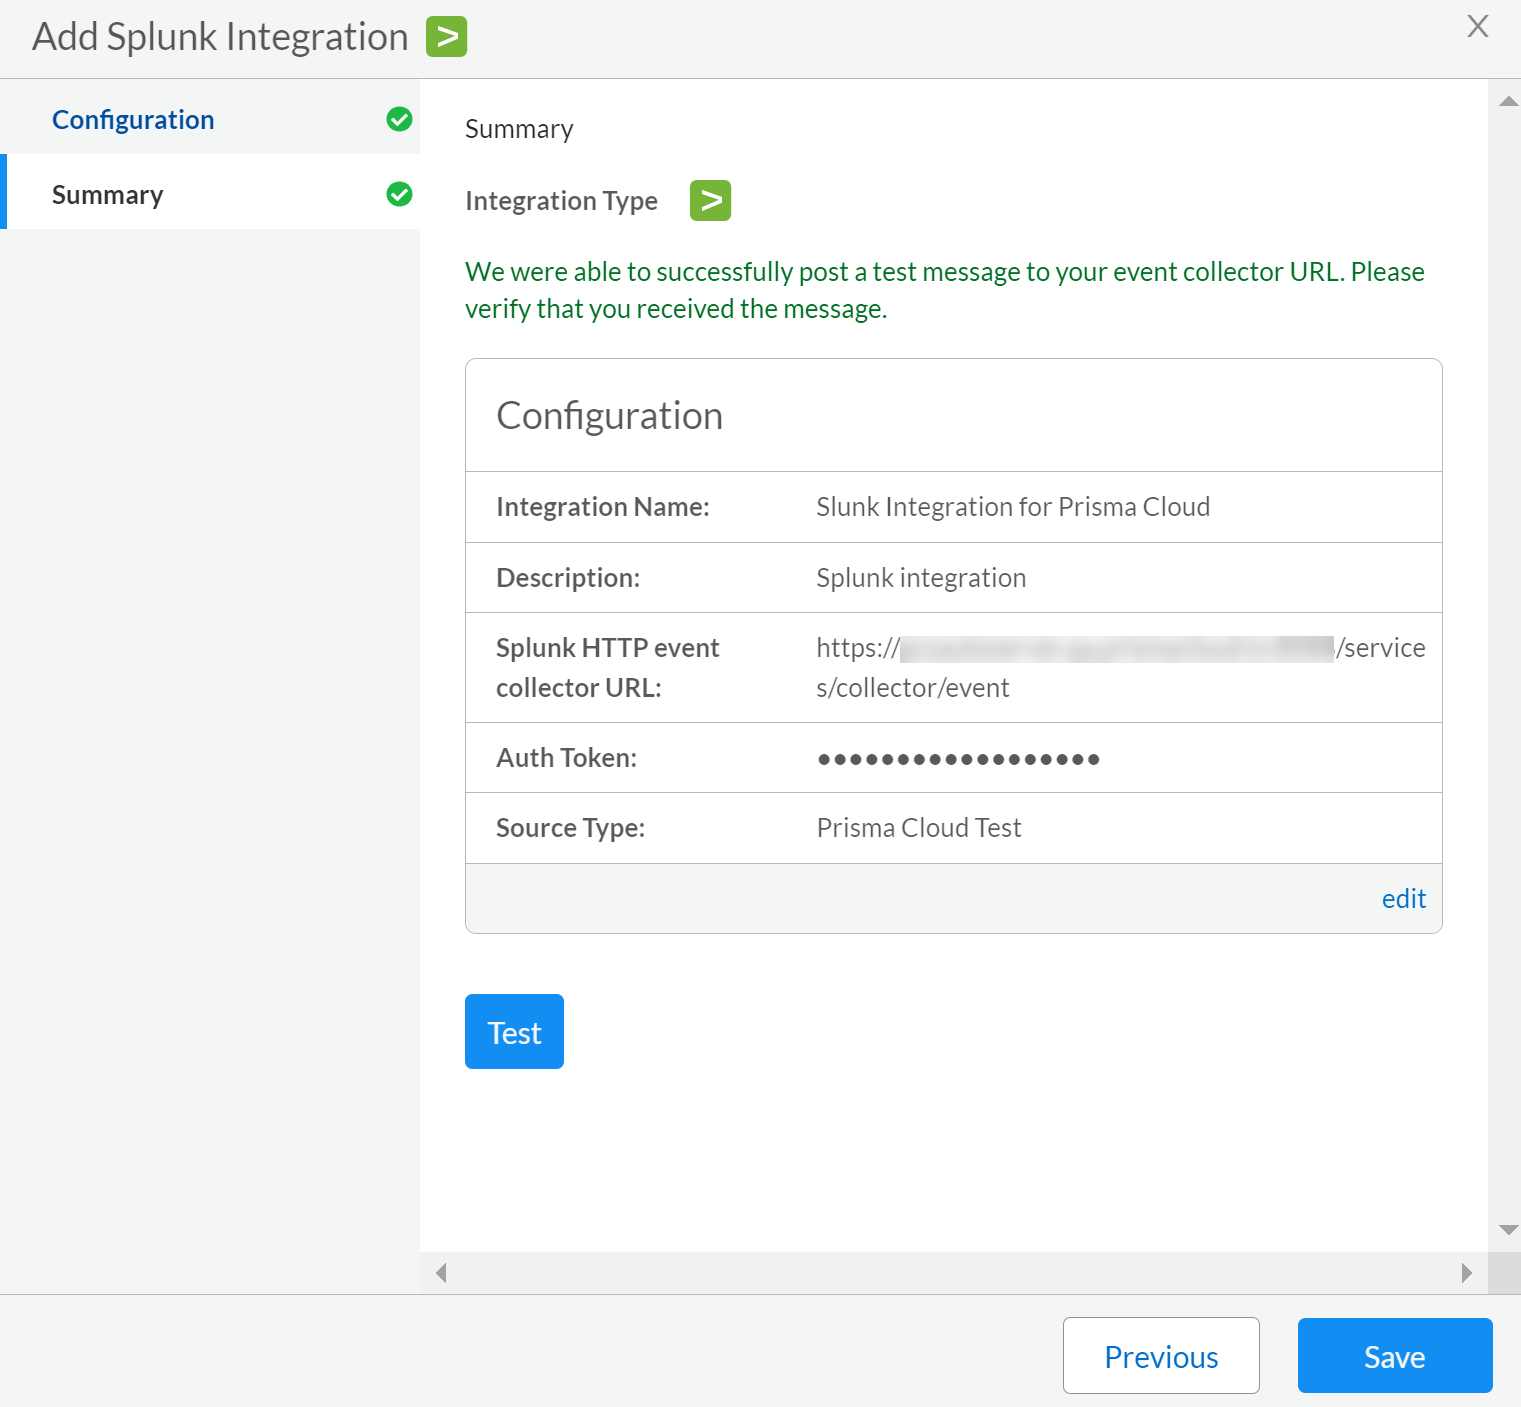 Add Splunk Integration >
X
Configuration
Summary
Summary
Integration Type >
We were able to successfully post a test message to your event collector URL. Please
verify that you received the message.
Configuration
Integration Name: Slunk Integration for Prisma Cloud
Description: Splunk integration
Splunk HTTP event https:// /service
collector URL: s/collector/event
Auth Token: ••••••••••••••••••
Source Type: Prisma Cloud Test
edit
Test
Previous
Save